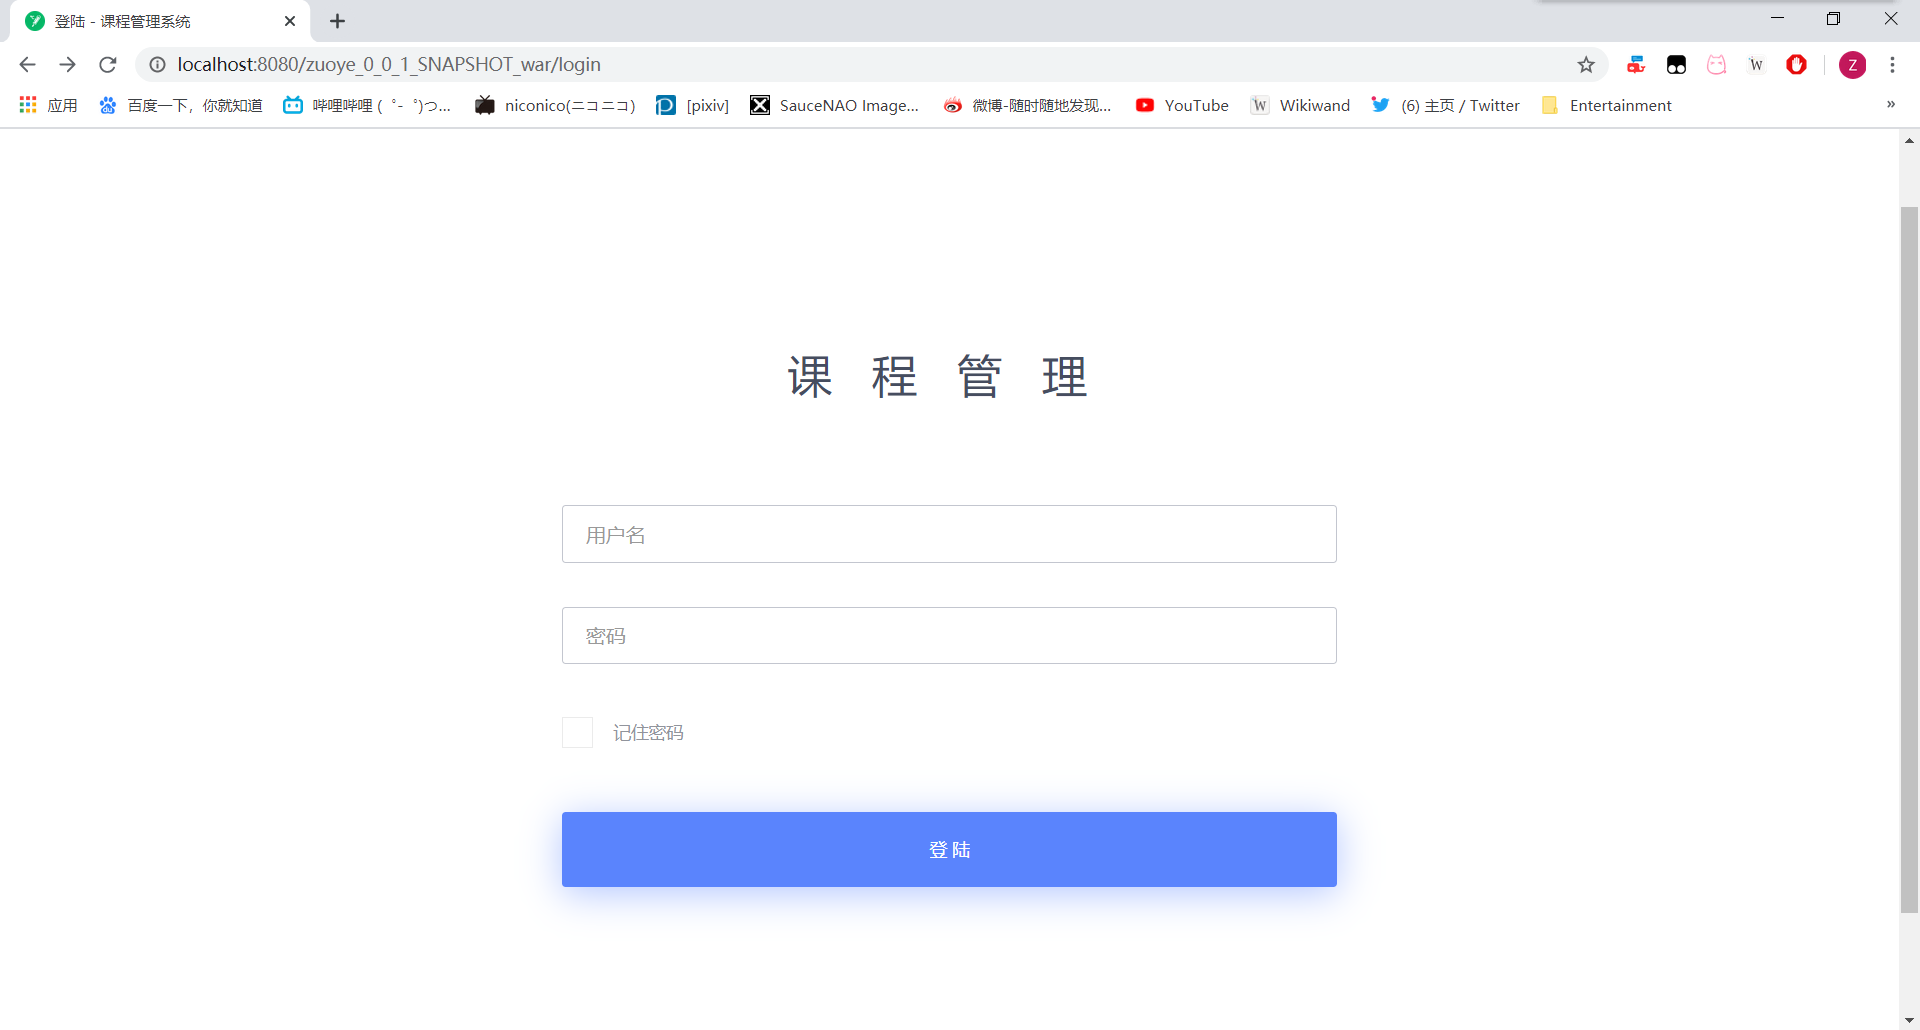 登陆 - 课程管理系统
localhost:8080/zuoye_0_0_1_SNAPSHOT_war/login
Z
应用 百度一下，你就知道 哔哩哔哩 ( ゜- ゜)つ... niconico(ニコニコ) [pixiv] SauceNAO Image... 微博-随时随地发现... YouTube W Wikiwand (6) 主页 / Twitter Entertainment »
课 程 管 理
用户名
密码
记住密码
登 陆